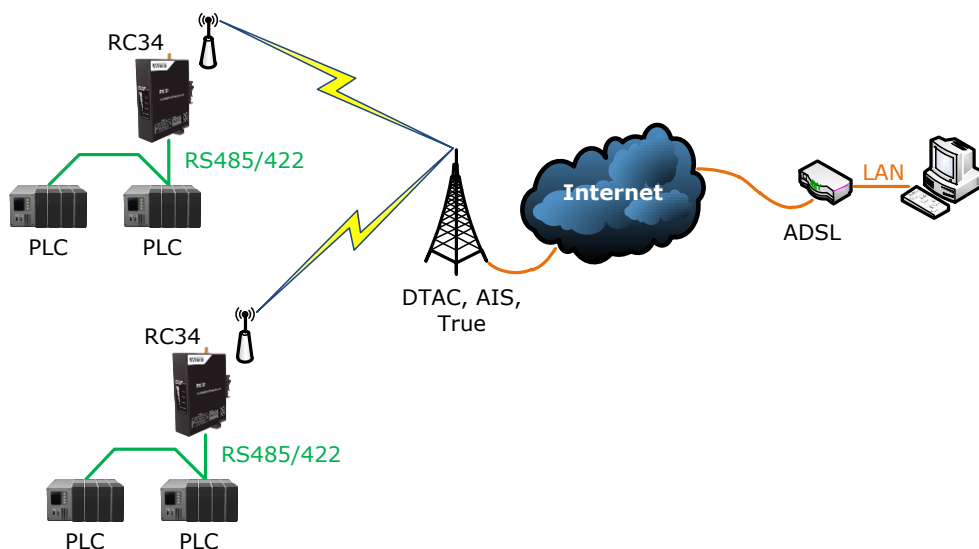 RC34
RS485/422
PLC
PLC
Internet
LAN
ADSL
DTAC, AIS,
True
RC34
RS485/422
PLC
PLC